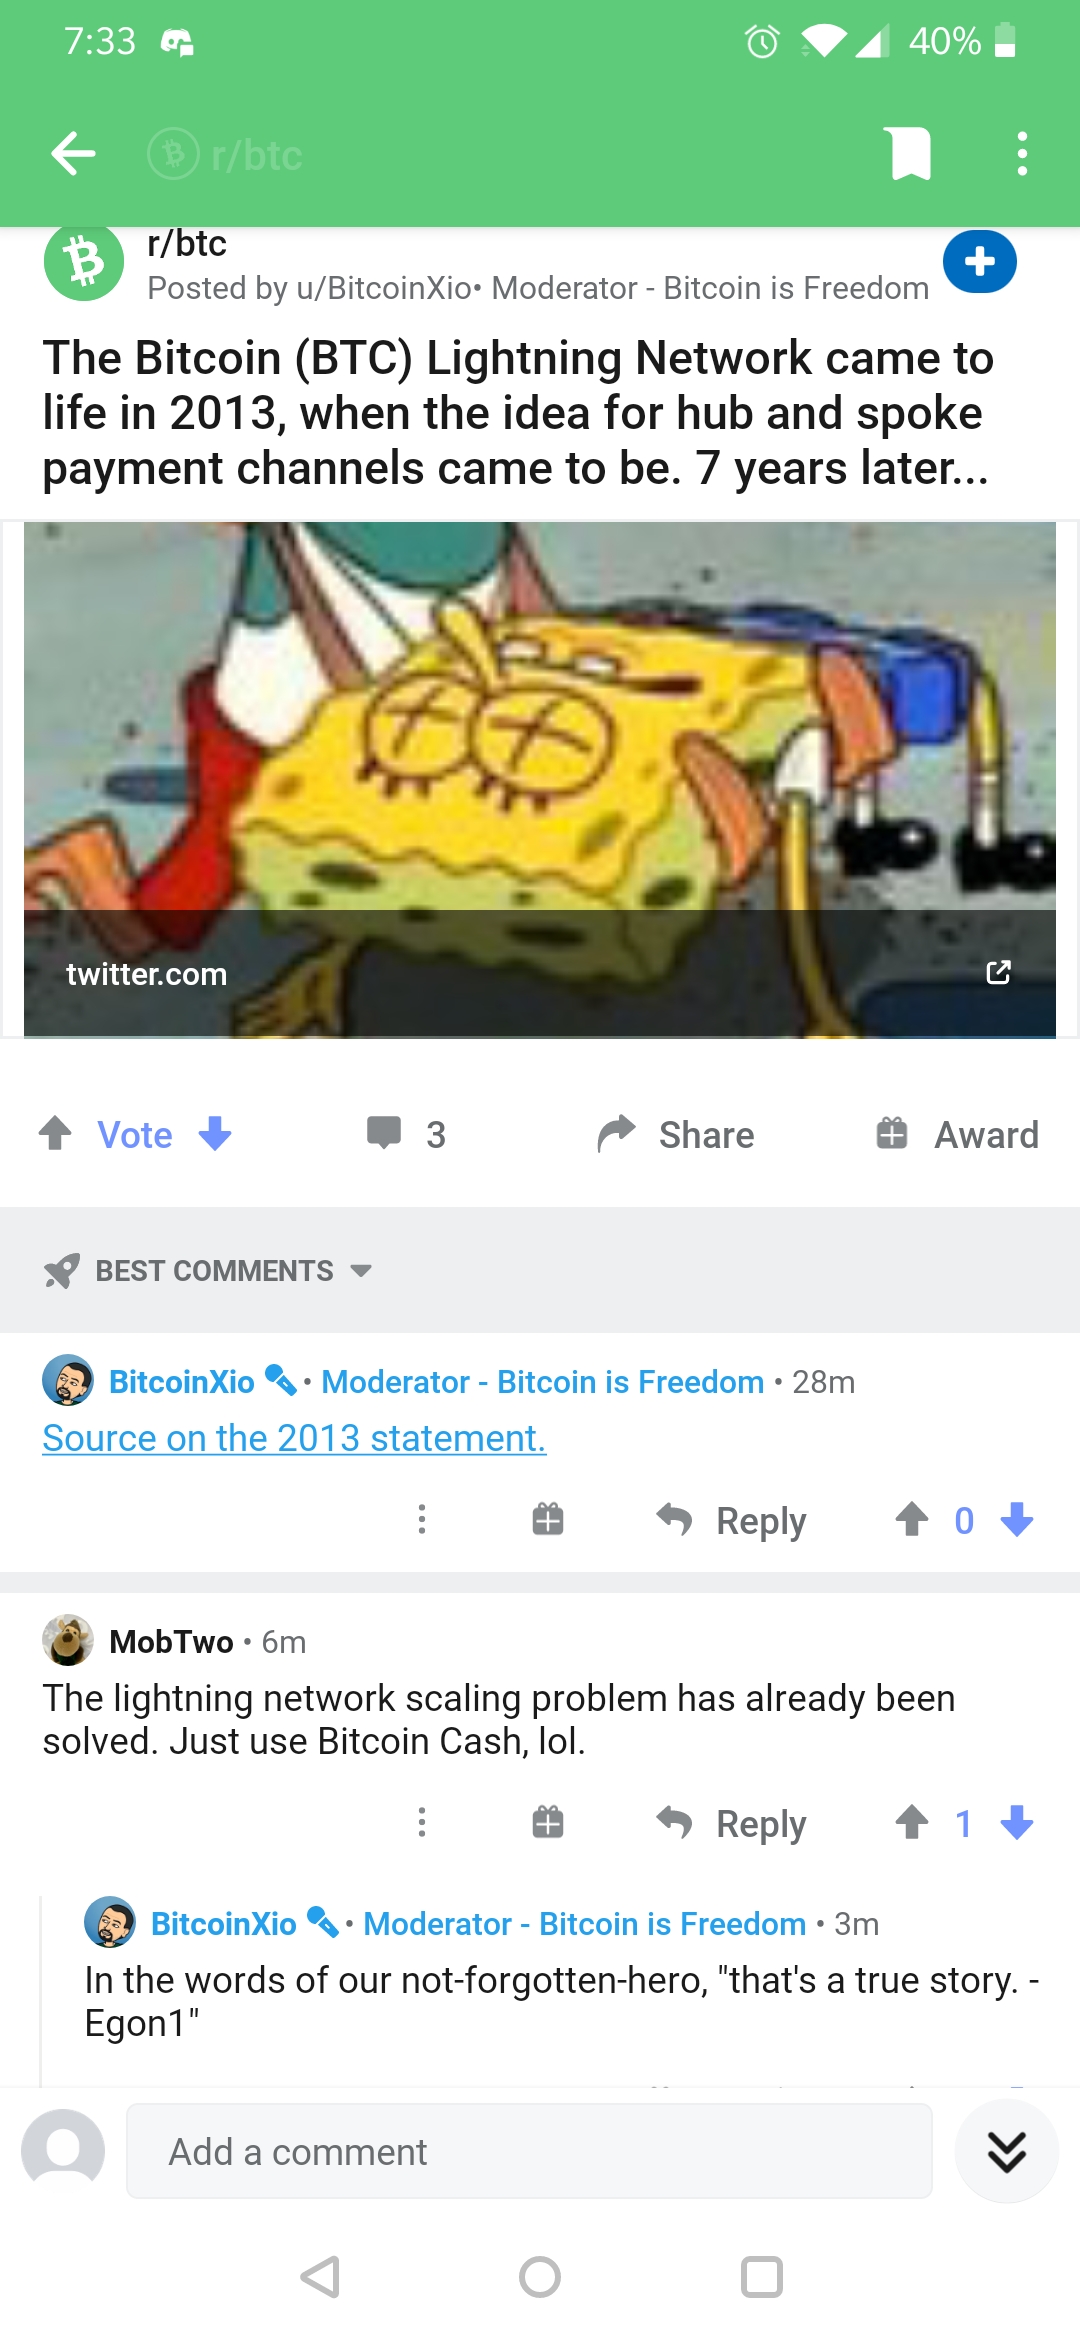 7:33 40%
r/btc
r/btc
Posted by u/BitcoinXio• Moderator - Bitcoin is Freedom
The Bitcoin (BTC) Lightning Network came to
life in 2013, when the idea for hub and spoke
payment channels came to be. 7 years later...
twitter.com
Vote 3 Share Award
BEST COMMENTS
BitcoinXio • Moderator - Bitcoin is Freedom • 28m
Source on the 2013 statement.
Reply 0
MobTwo • 6m
The lightning network scaling problem has already been
solved. Just use Bitcoin Cash, lol.
Reply 1
BitcoinXio • Moderator - Bitcoin is Freedom • 3m
In the words of our not-forgotten-hero, "that's a true story. -
Egon1"
Add a comment